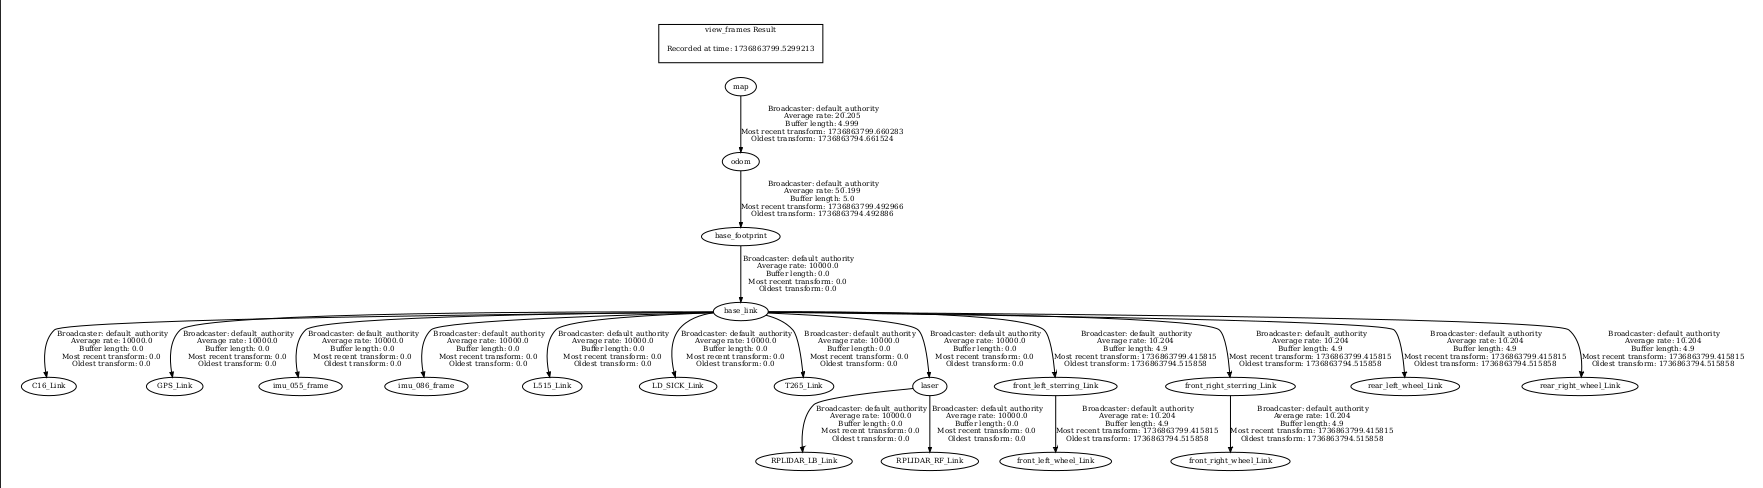 view_frames Result
Recorded at time: 1736863799.5299213
map
Broadcaster: default_authority
Average rate: 20.205
Buffer length: 4.999
Most recent transform: 1736863799.660283
Oldest transform: 1736863794.661524
odom
Broadcaster: default_authority
Average rate: 50.199
Buffer length: 5.0
Most recent transform: 1736863799.492966
Oldest transform: 1736863794.492886
base_footprint
Broadcaster: default_authority
Average rate: 10000.0
Buffer length: 0.0
Most recent transform: 0.0
Oldest transform: 0.0
base_link
Broadcaster: default_authority
Average rate: 10000.0
Buffer length: 0.0
Most recent transform: 0.0
Oldest transform: 0.0
C16_Link
Broadcaster: default_authority
Average rate: 10000.0
Buffer length: 0.0
Most recent transform: 0.0
Oldest transform: 0.0
GPS_Link
Broadcaster: default_authority
Average rate: 10000.0
Buffer length: 0.0
Most recent transform: 0.0
Oldest transform: 0.0
imu_055_frame
Broadcaster: default_authority
Average rate: 10000.0
Buffer length: 0.0
Most recent transform: 0.0
Oldest transform: 0.0
imu_086_frame
Broadcaster: default_authority
Average rate: 10000.0
Buffer length: 0.0
Most recent transform: 0.0
Oldest transform: 0.0
L515_Link
Broadcaster: default_authority
Average rate: 10000.0
Buffer length: 0.0
Most recent transform: 0.0
Oldest transform: 0.0
LD_SICK_Link
Broadcaster: default_authority
Average rate: 10000.0
Buffer length: 0.0
Most recent transform: 0.0
Oldest transform: 0.0
T265_Link
Broadcaster: default_authority
Average rate: 10000.0
Buffer length: 0.0
Most recent transform: 0.0
Oldest transform: 0.0
laser
Broadcaster: default_authority
Average rate: 10.204
Buffer length: 4.9
Most recent transform: 1736863799.415815
Oldest transform: 1736863794.515858
front_left_sterring_Link
Broadcaster: default_authority
Average rate: 10.204
Buffer length: 4.9
Most recent transform: 1736863799.415815
Oldest transform: 1736863794.515858
front_right_sterring_Link
Broadcaster: default_authority
Average rate: 10.204
Buffer length: 4.9
Most recent transform: 1736863799.415815
Oldest transform: 1736863794.515858
rear_left_wheel_Link
Broadcaster: default_authority
Average rate: 10.204
Buffer length: 4.9
Most recent transform: 1736863799.415815
Oldest transform: 1736863794.515858
rear_right_wheel_Link
Broadcaster: default_authority
Average rate: 10000.0
Buffer length: 0.0
Most recent transform: 0.0
Oldest transform: 0.0
RPLIDAR_LB_Link
Broadcaster: default_authority
Average rate: 10000.0
Buffer length: 0.0
Most recent transform: 0.0
Oldest transform: 0.0
RPLIDAR_RF_Link
Broadcaster: default_authority
Average rate: 10.204
Buffer length: 4.9
Most recent transform: 1736863799.415815
Oldest transform: 1736863794.515858
front_left_wheel_Link
Broadcaster: default_authority
Average rate: 10.204
Buffer length: 4.9
Most recent transform: 1736863799.415815
Oldest transform: 1736863794.515858
front_right_wheel_Link